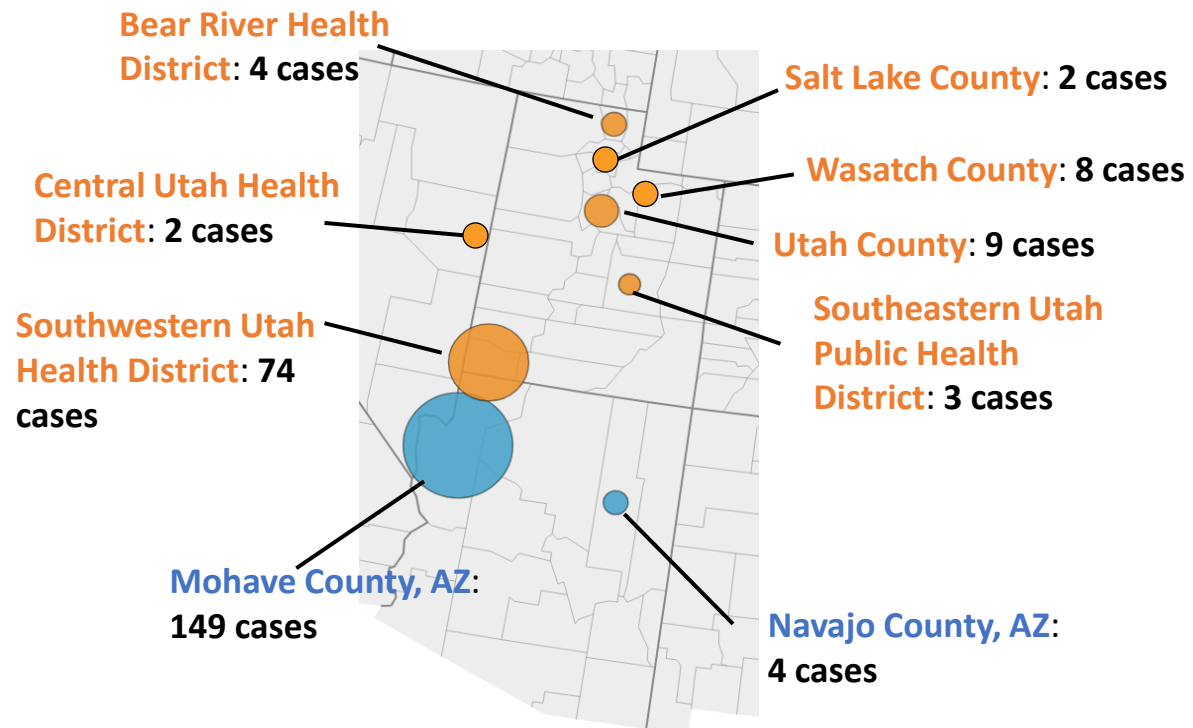 Bear River Health
District: 4 cases
Salt Lake County: 2 cases
Wasatch County: 8 cases
Central Utah Health
District: 2 cases
Utah County: 9 cases
Southwestern Utah
Health District: 74
cases
Southeastern Utah
Public Health
District: 3 cases
Mohave County, AZ:
149 cases
Navajo County, AZ:
4 cases